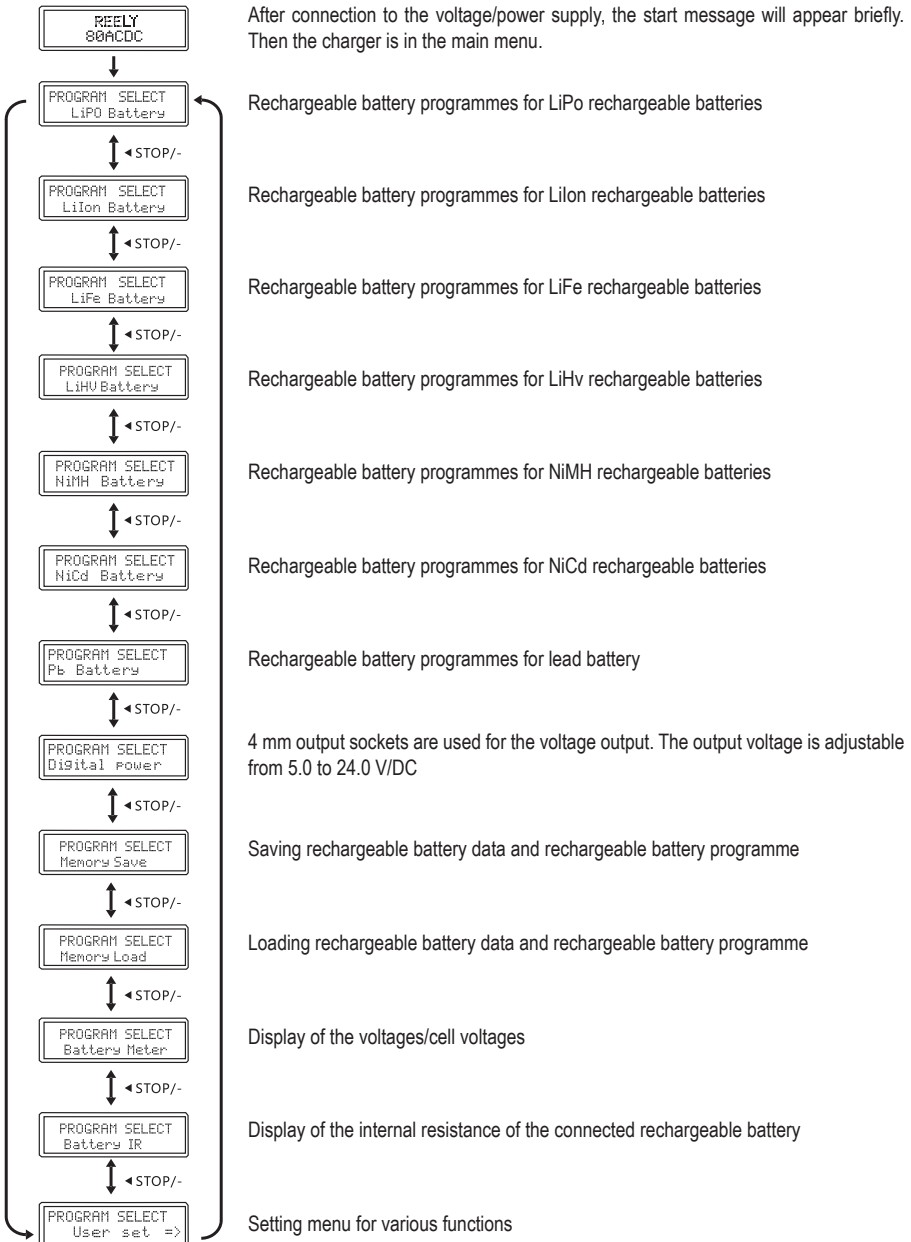 REELY
80ACDC
After connection to the voltage/power supply, the start message will appear briefly.
Then the charger is in the main menu.
PROGRAM SELECT
LiPO Battery
Rechargeable battery programmes for LiPo rechargeable batteries
STOP/-
PROGRAM SELECT
LiIon Battery
Rechargeable battery programmes for LiIon rechargeable batteries
STOP/-
PROGRAM SELECT
LiFe Battery
Rechargeable battery programmes for LiFe rechargeable batteries
STOP/-
PROGRAM SELECT
LiHV Battery
Rechargeable battery programmes for LiHv rechargeable batteries
STOP/-
PROGRAM SELECT
NiMH Battery
Rechargeable battery programmes for NiMH rechargeable batteries
STOP/-
PROGRAM SELECT
NiCd Battery
Rechargeable battery programmes for NiCd rechargeable batteries
STOP/-
PROGRAM SELECT
Pb Battery
Rechargeable battery programmes for lead battery
STOP/-
PROGRAM SELECT
Digital power
4 mm output sockets are used for the voltage output. The output voltage is adjustable
from 5.0 to 24.0 V/DC
STOP/-
PROGRAM SELECT
Memory Save
Saving rechargeable battery data and rechargeable battery programme
STOP/-
PROGRAM SELECT
Memory Load
Loading rechargeable battery data and rechargeable battery programme
STOP/-
PROGRAM SELECT
Battery Meter
Display of the voltages/cell voltages
STOP/-
PROGRAM SELECT
Battery IR
Display of the internal resistance of the connected rechargeable battery
STOP/-
PROGRAM SELECT
User set =>
Setting menu for various functions